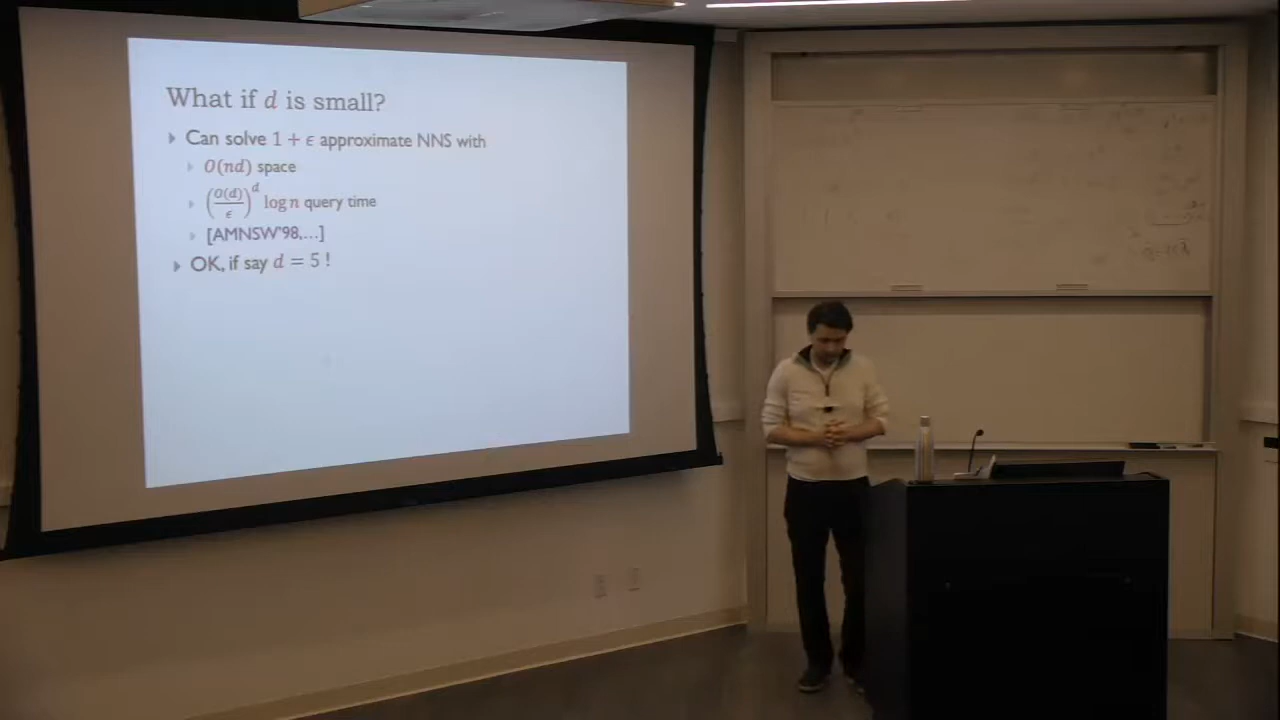 What if d is small?
Can solve 1 + ϵ approximate NNS with
O(nd) space
(O(d)/ϵ)^d log n query time
[AMNSW'98,...]
OK, if say d = 5 !